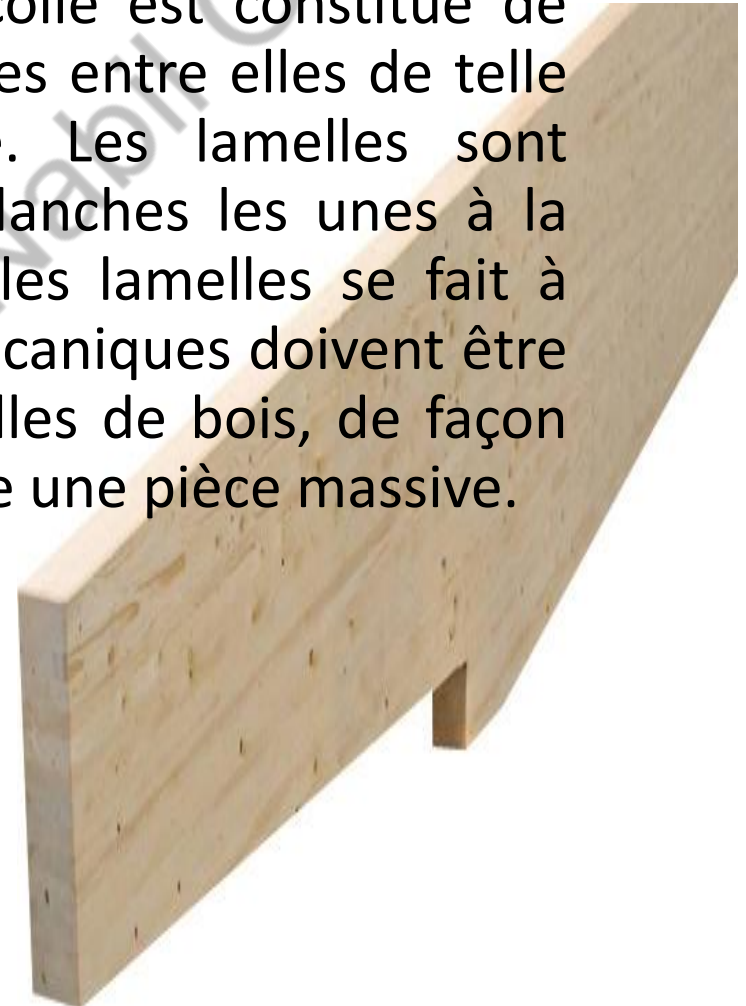 collé est constitué de
es entre elles de telle
e. Les lamelles sont
lanches les unes à la
les lamelles se fait à
caniques doivent être
lles de bois, de façon
e une pièce massive.
Nabil